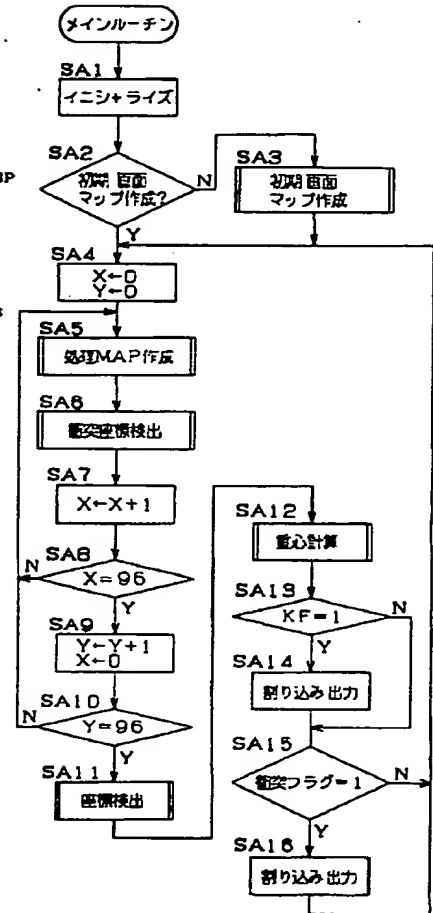 メインルーチン
SA1
イニシャライズ
SA2
初期画面
マップ作成?
N
Y
SA3
初期画面
マップ作成
SA4
X←0
Y←0
SA5
処理MAP作成
SA6
衝突座標検出
SA7
X←X+1
SA8
X=96
N
Y
SA9
Y←Y+1
X←0
SA10
Y=96
N
Y
SA11
座標検出
SA12
重心計算
SA13
KF=1
N
Y
SA14
割り込み出力
SA15
衝突フラグ=1
N
Y
SA16
割り込み出力